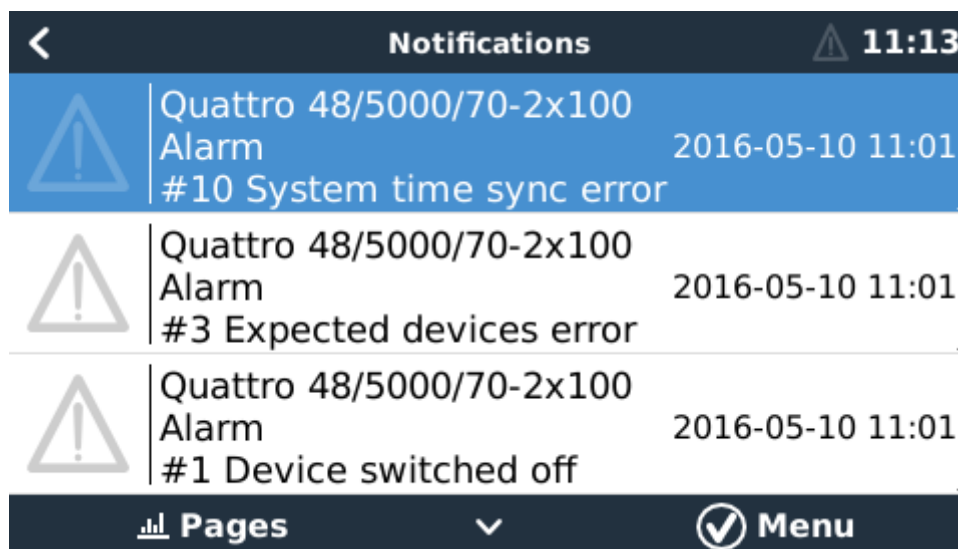 Notifications
11:13
Quattro 48/5000/70-2x100
Alarm
2016-05-10 11:01
#10 System time sync error
Quattro 48/5000/70-2x100
Alarm
2016-05-10 11:01
#3 Expected devices error
Quattro 48/5000/70-2x100
Alarm
2016-05-10 11:01
#1 Device switched off
Pages
Menu